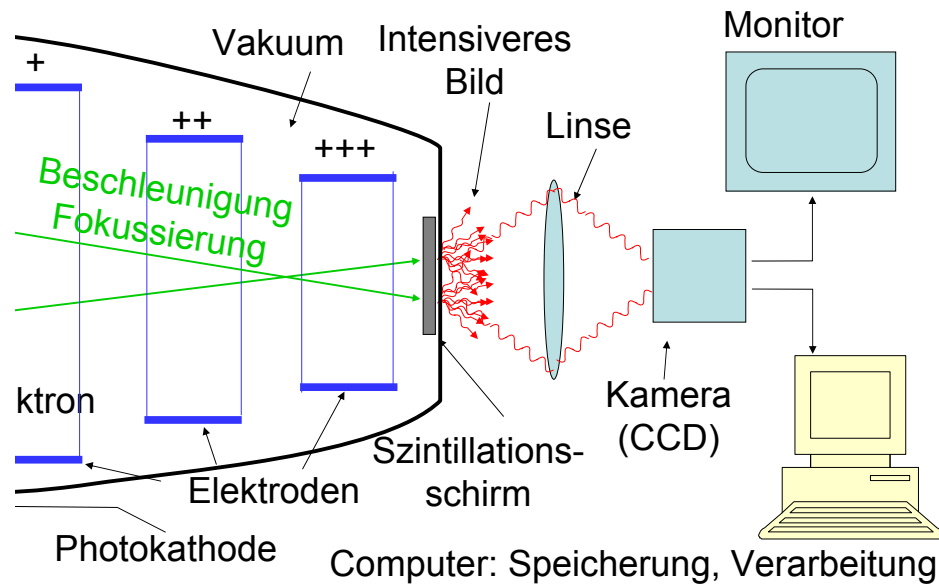 Vakuum
Intensiveres
Bild
Monitor
+
++
+++
Linse
Beschleunigung
Fokussierung
ktron
Kamera
(CCD)
Szintillations-
schirm
Elektroden
Photokathode
Computer: Speicherung, Verarbeitung